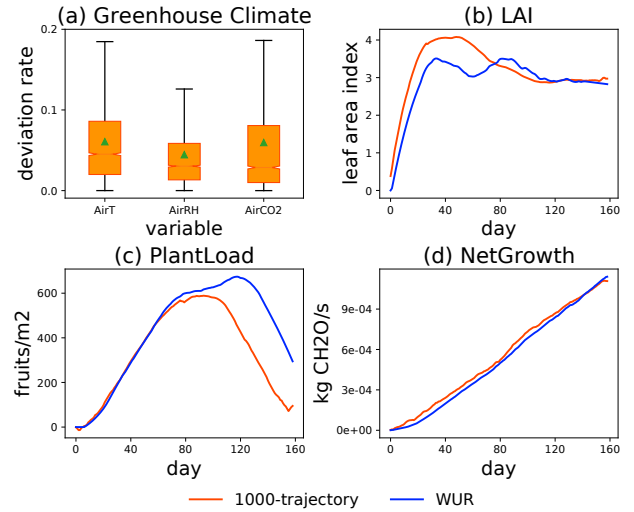 (a) Greenhouse Climate
deviation rate
0.2
0.1
0.0
AirT AirRH AirCO2
variable
(b) LAI
leaf area index
4
3
2
1
0
0 40 80 120 160
day
(c) PlantLoad
fruits/m2
600
400
200
0
0 40 80 120 160
day
(d) NetGrowth
kg CH2O/s
9e-04
6e-04
3e-04
0e+00
0 40 80 120 160
day
1000-trajectory WUR